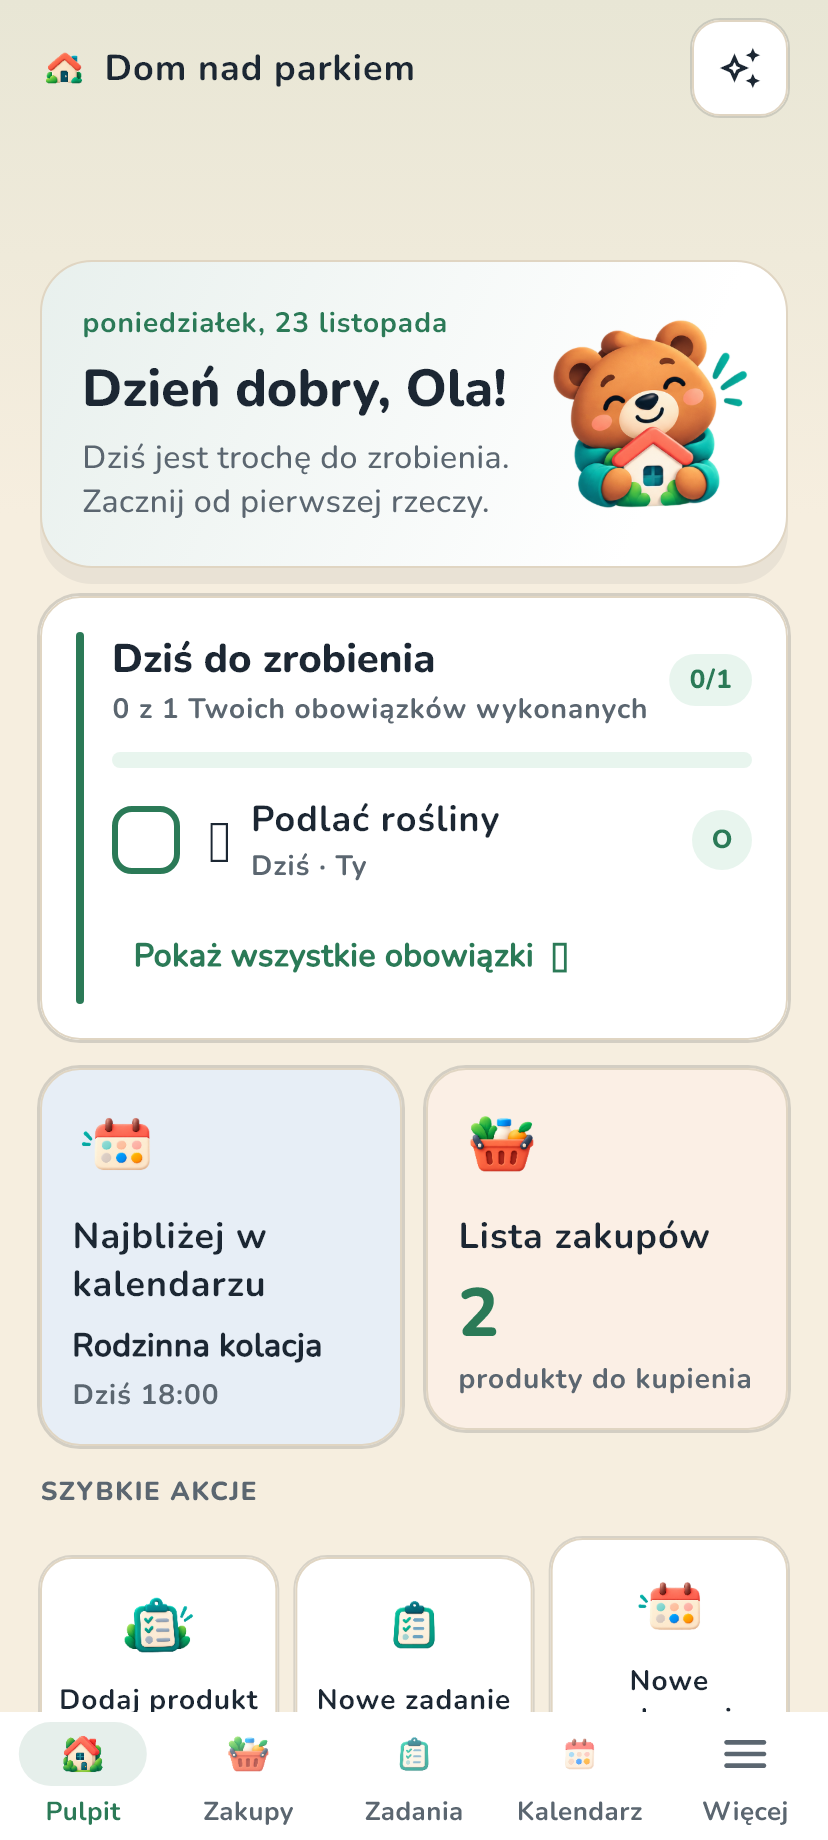 Dom nad parkiem
poniedziałek, 23 listopada
Dzień dobry, Ola!
Dziś jest trochę do zrobienia.
Zacznij od pierwszej rzeczy.
Dziś do zrobienia
0/1
0 z 1 Twoich obowiązków wykonanych
Podlać rośliny
O
Dziś · Ty
Pokaż wszystkie obowiązki
Najbliżej w
kalendarzu
Rodzinna kolacja
Dziś 18:00
Lista zakupów
2
produkty do kupienia
SZYBKIE AKCJE
Dodaj produkt
Nowe zadanie
Nowe
Pulpit
Zakupy
Zadania
Kalendarz
Więcej